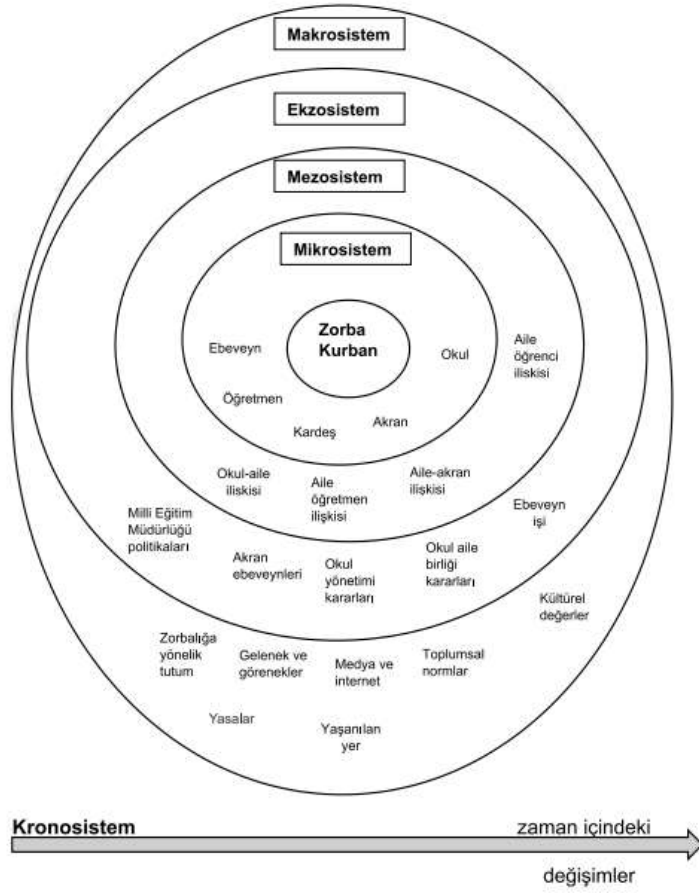 Makrosistem
Ekzosistem
Mezosistem
Mikrosistem
Zorba
Kurban
Ebeveyn
Okul
Öğretmen
Kardeş
Akran
Aile
öğrenci
iliskisi
Okul-aile
iliskisi
Aile
öğretmen
ilişkisi
Aile-akran
ilişkisi
Milli Eğitim
Müdürlüğü
politikaları
Akran
ebeveynleri
Okul
yönetimi
kararları
Okul aile
birliği
kararları
Ebeveyn
işi
Zorbalığa
yönelik
tutum
Gelenek ve
görenekler
Medya ve
internet
Toplumsal
normlar
Kültürel
değerler
Yasalar
Yaşanılan
yer
Kronosistem
zaman içindeki
değişimler